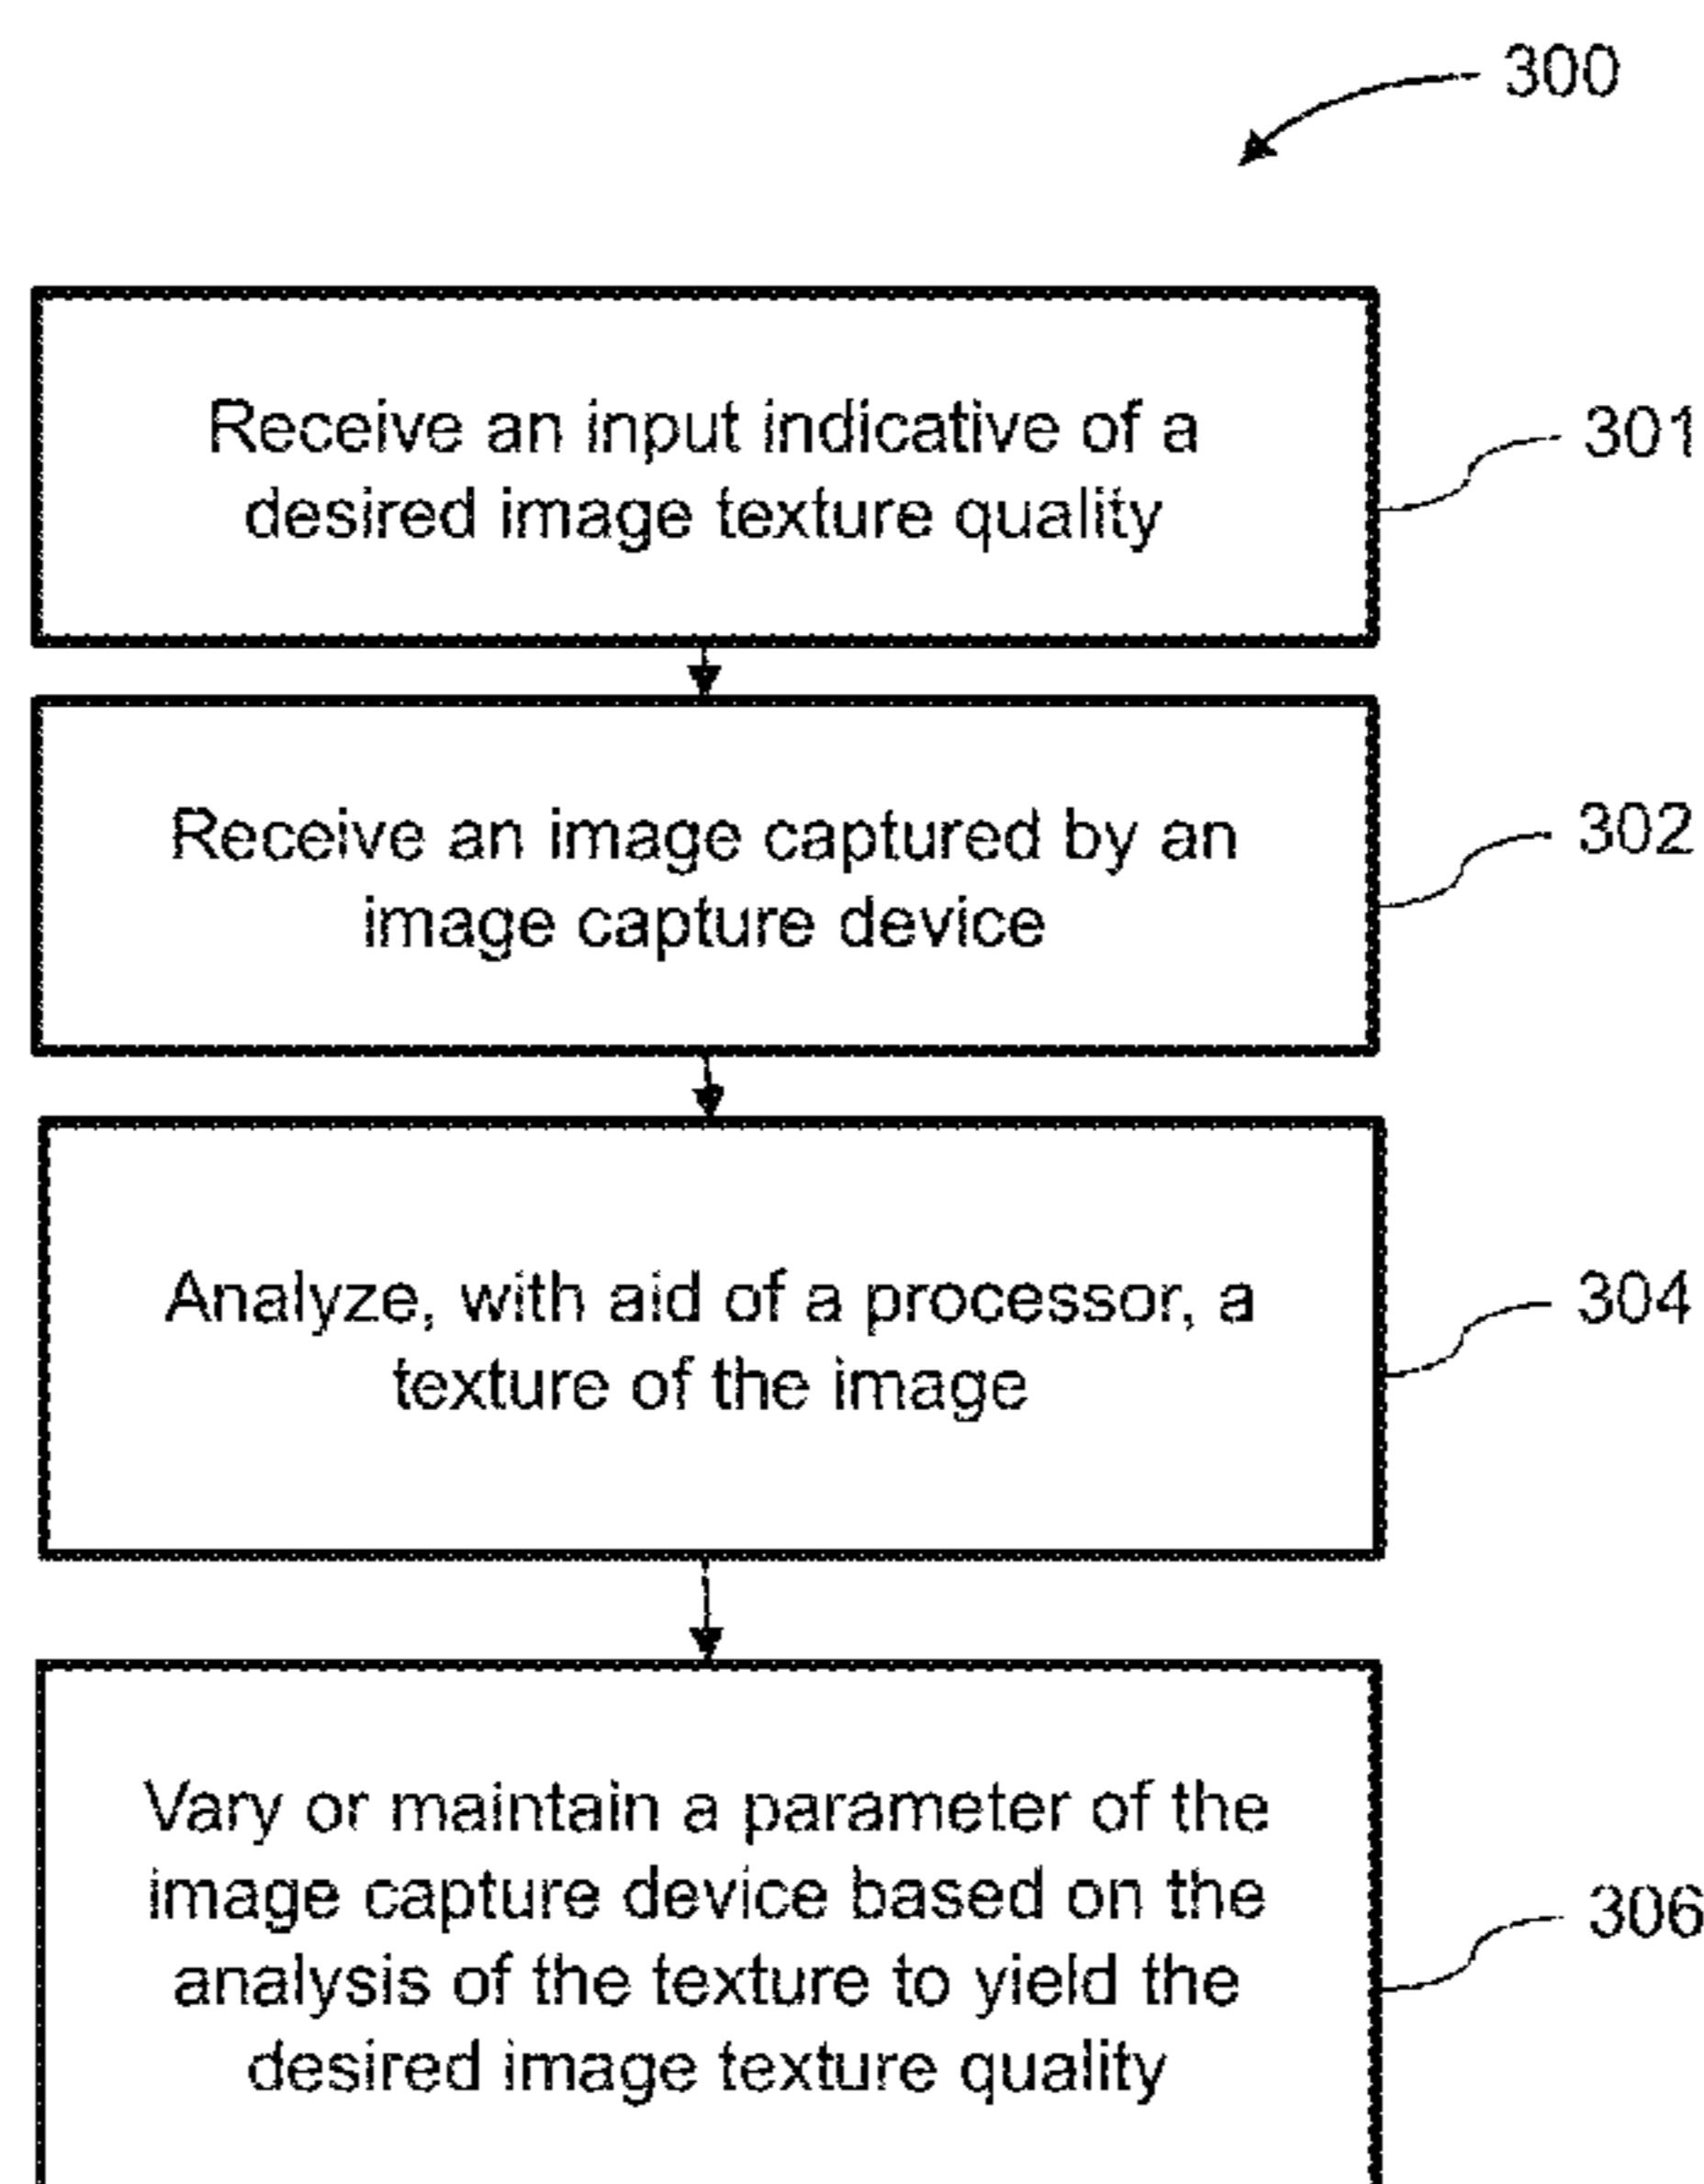 300
Receive an input indicative of a
desired image texture quality
301
Receive an image captured by an
image capture device
302
Analyze, with aid of a processor, a
texture of the image
304
Vary or maintain a parameter of the
image capture device based on the
analysis of the texture to yield the
desired image texture quality
306